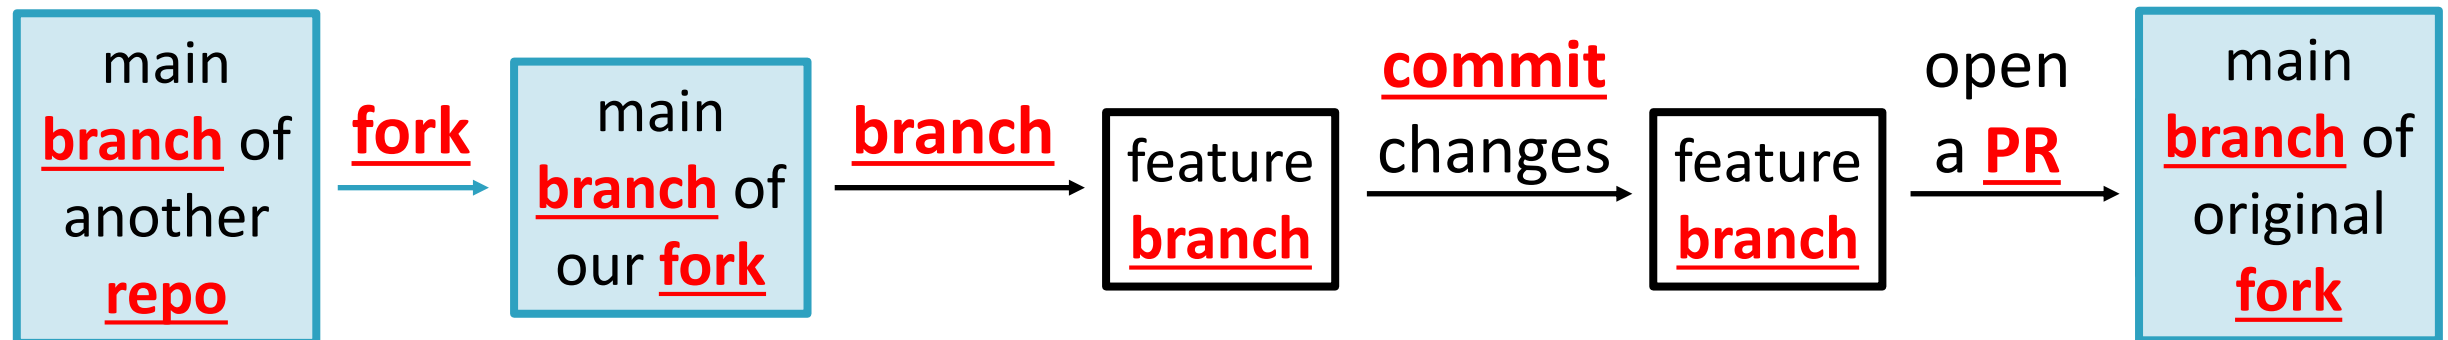 main
branch of
another
repo
fork
main
branch of
our fork
branch
feature
branch
commit
changes
feature
branch
open
a PR
main
branch of
original
fork